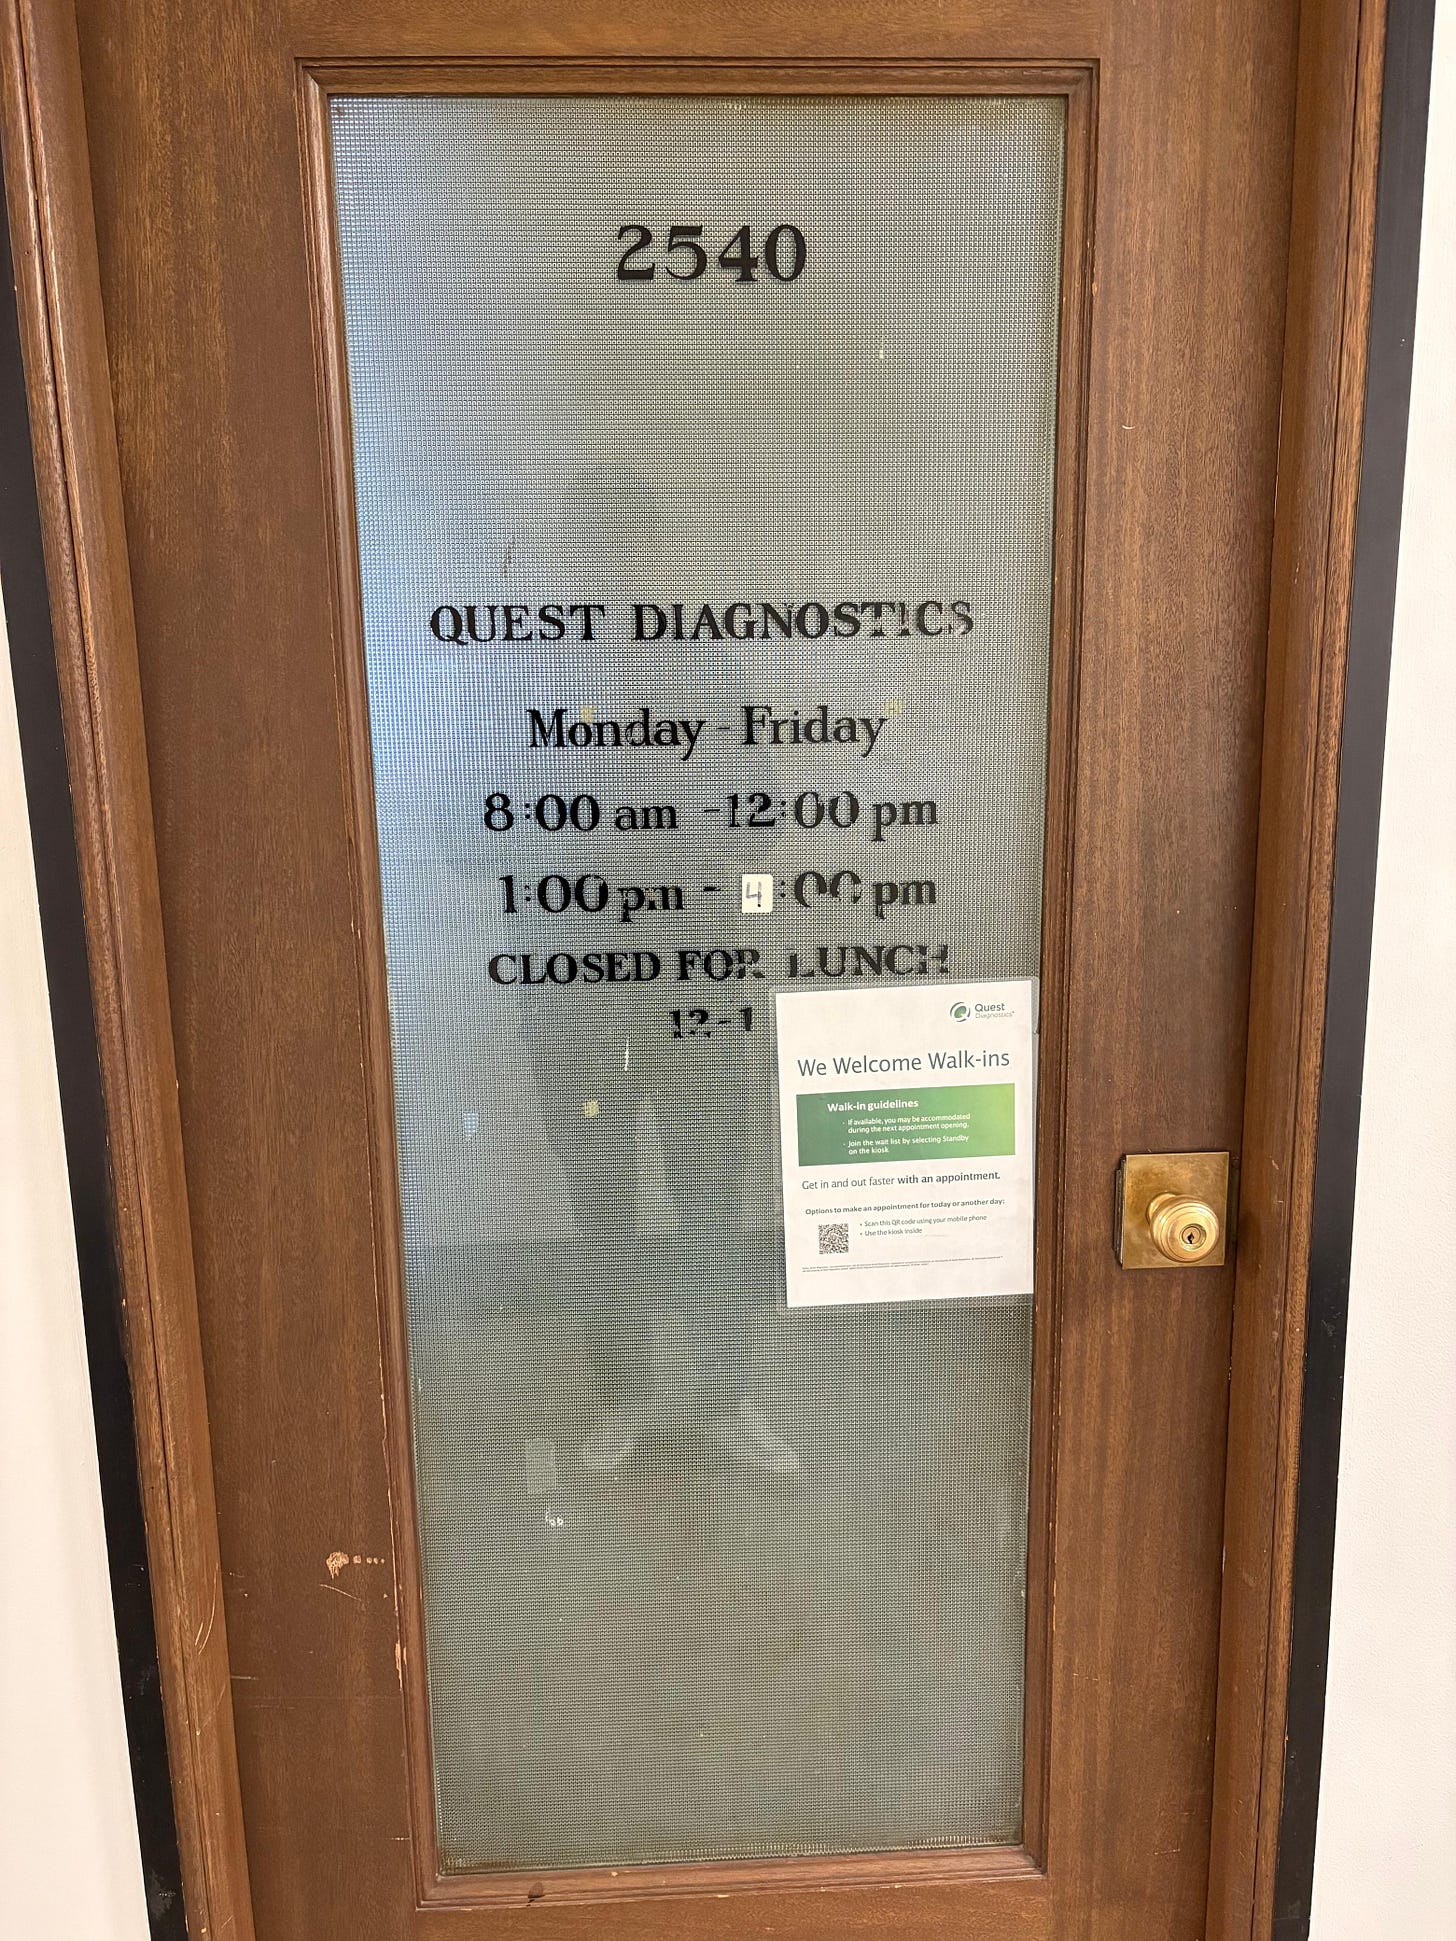 2540
QUEST DIAGNOSTICS
Monday - Friday
8:00 am - 12:00 pm
1:00 pm - 4:00 pm
CLOSED FOR LUNCH
12-1
Quest
Diagnostics
We Welcome Walk-ins
Walk-in guidelines
· If available, you may be accommodated
during the next appointment opening.
· Join the wait list by selecting Standby
on the kiosk
Get in and out faster with an appointment.
Options to make an appointment for today or another day:
• Scan this QR code using your mobile phone
• Use the kiosk inside